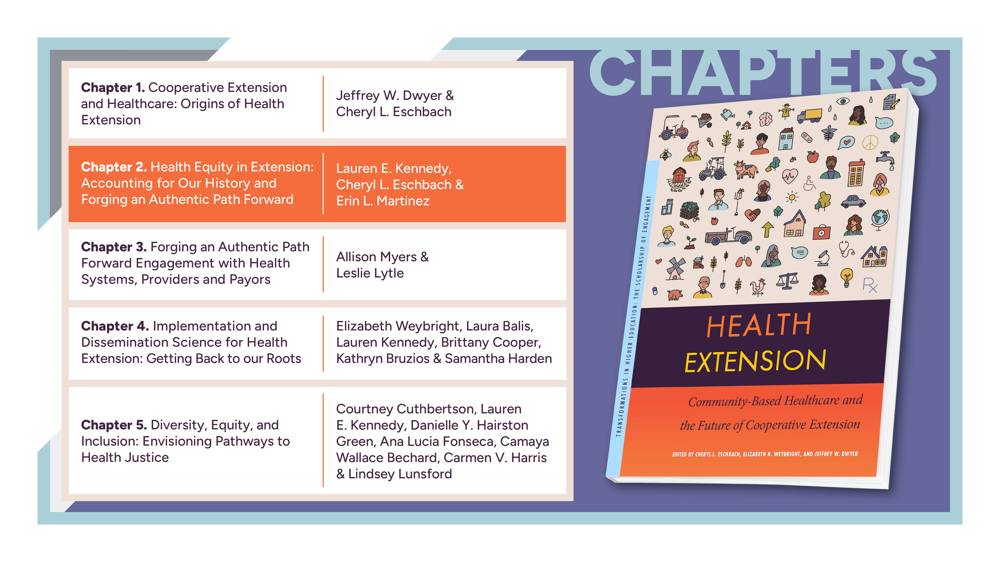 CHAPTERS
Chapter 1. Cooperative Extension
and Healthcare: Origins of Health
Extension
Jeffrey W. Dwyer &
Cheryl L. Eschbach
Chapter 2. Health Equity in Extension:
Accounting for Our History and
Forging an Authentic Path Forward
Lauren E. Kennedy,
Cheryl L. Eschbach &
Erin L. Martinez
Chapter 3. Forging an Authentic Path
Forward Engagement with Health
Systems, Providers and Payors
Allison Myers &
Leslie Lytle
Chapter 4. Implementation and
Dissemination Science for Health
Extension: Getting Back to our Roots
Elizabeth Weybright, Laura Balis,
Lauren Kennedy, Brittany Cooper,
Kathryn Bruzios & Samantha Harden
Chapter 5. Diversity, Equity, and
Inclusion: Envisioning Pathways to
Health Justice
Courtney Cuthbertson, Lauren
E. Kennedy, Danielle Y. Hairston
Green, Ana Lucia Fonseca, Camaya
Wallace Bechard, Carmen V. Harris
& Lindsey Lunsford
TRANSFORMATIONS IN HIGHER EDUCATION: THE SCHOLARSHIP OF ENGAGEMENT
Rx
HEALTH
EXTENSION
Community-Based Healthcare and
the Future of Cooperative Extension
EDITED BY CHERYL L. ESCHBACH, ELIZABETH H. WEYBRIGHT, AND JEFFREY W. DWYER